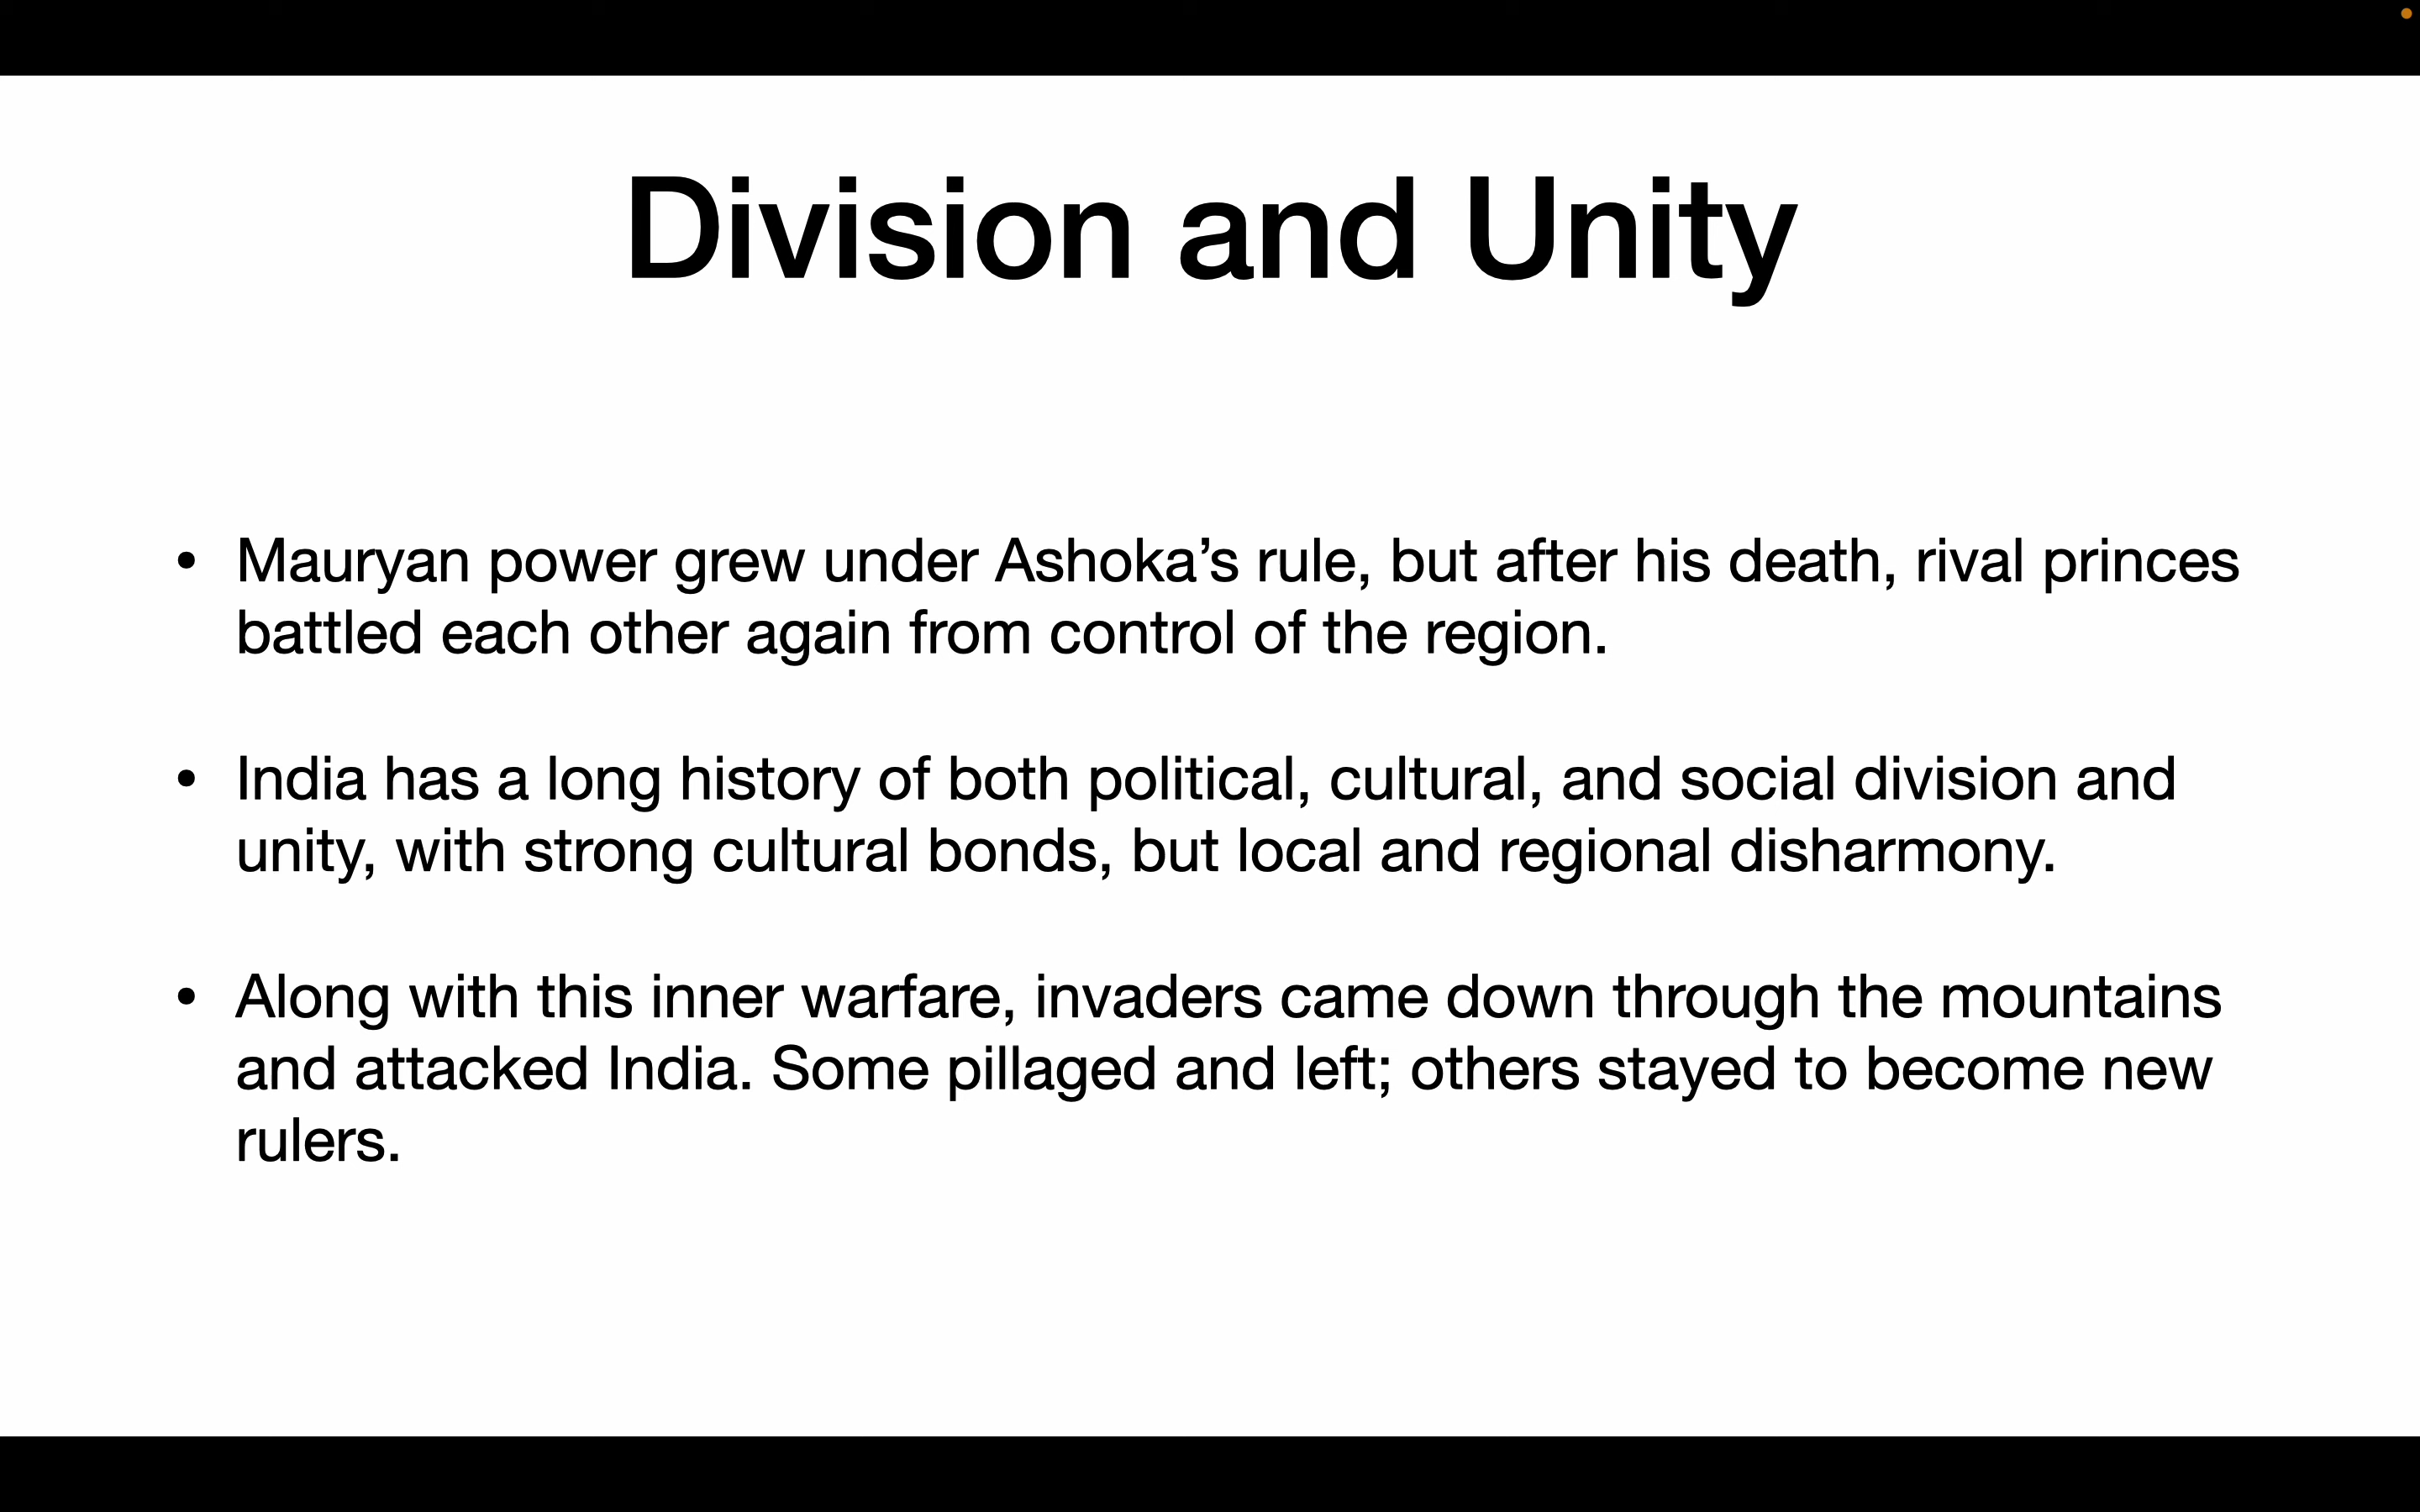 Division and Unity
• Mauryan power grew under Ashoka’s rule, but after his death, rival princes
battled each other again from control of the region.
• India has a long history of both political, cultural, and social division and
unity, with strong cultural bonds, but local and regional disharmony.
• Along with this inner warfare, invaders came down through the mountains
and attacked India. Some pillaged and left; others stayed to become new
rulers.